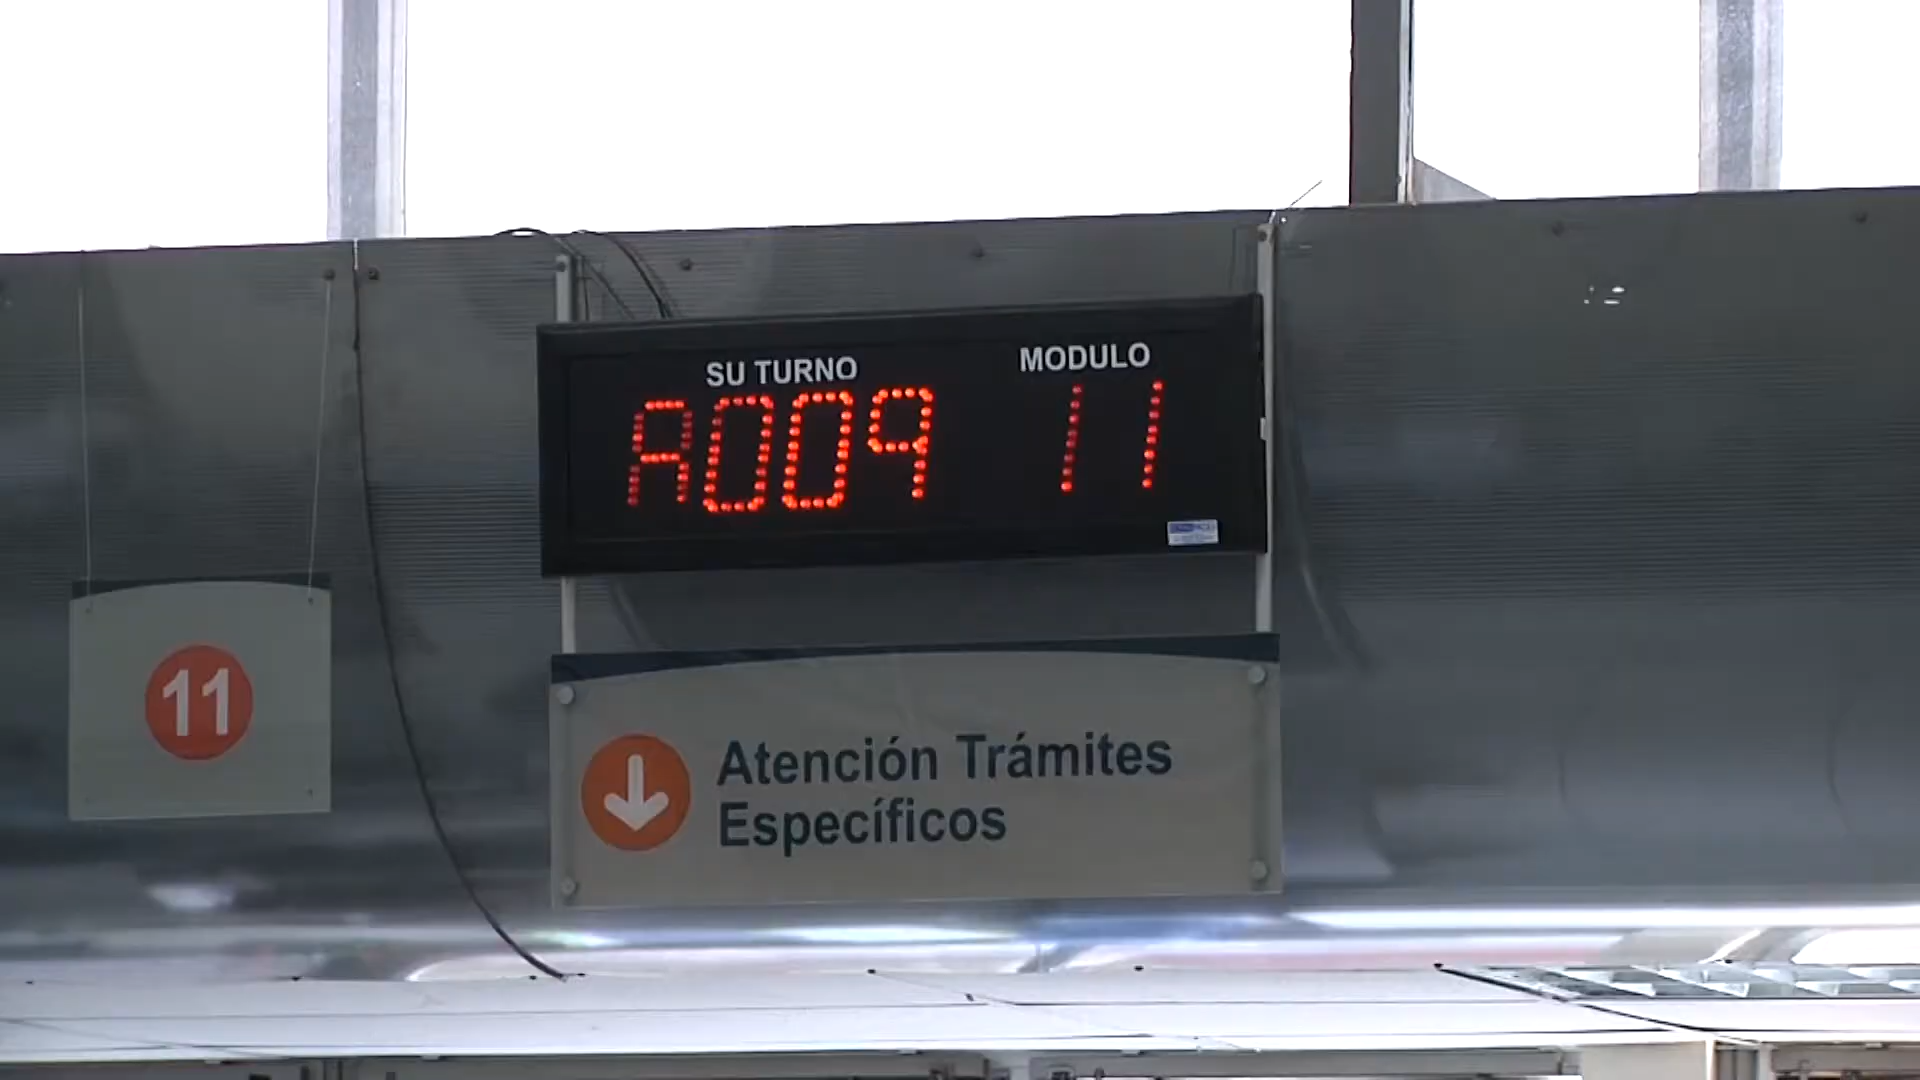 SU TURNO MODULO
A009 11
11
Atención Trámites
Específicos